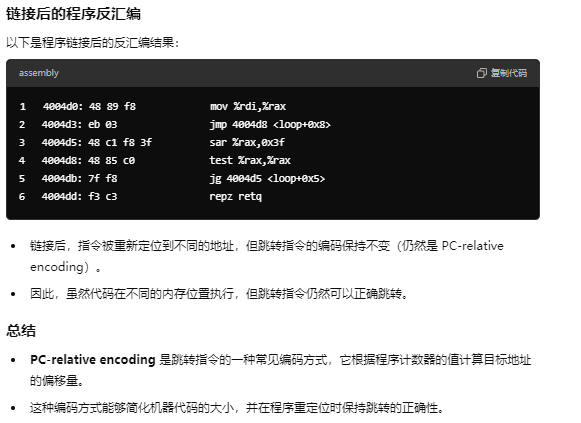 链接后的程序反汇编
以下是程序链接后的反汇编结果：
assembly 复制代码
1 4004d0: 48 89 f8 mov %rdi,%rax
2 4004d3: eb 03 jmp 4004d8 <loop+0x8>
3 4004d5: 48 c1 f8 3f sar %rax,0x3f
4 4004d8: 48 85 c0 test %rax,%rax
5 4004db: 7f f8 jg 4004d5 <loop+0x5>
6 4004dd: f3 c3 repz retq
• 链接后，指令被重新定位到不同的地址，但跳转指令的编码保持不变（仍然是 PC-relative
encoding）。
• 因此，虽然代码在不同的内存位置执行，但跳转指令仍然可以正确跳转。
总结
• PC-relative encoding 是跳转指令的一种常见编码方式，它根据程序计数器的值计算目标地址
的偏移量。
• 这种编码方式能够简化机器代码的大小，并在程序重定位时保持跳转的正确性。